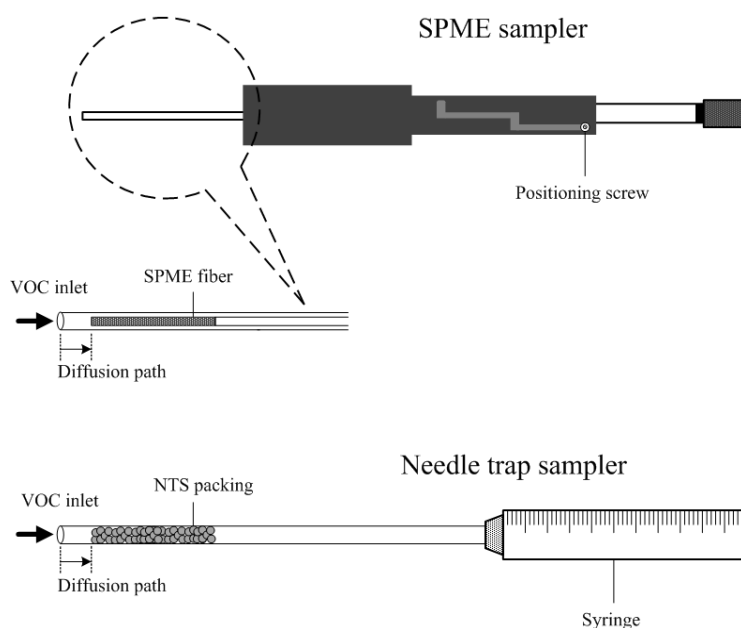 SPME sampler
Positioning screw
SPME fiber
VOC inlet
Diffusion path
Needle trap sampler
NTS packing
VOC inlet
Diffusion path
Syringe